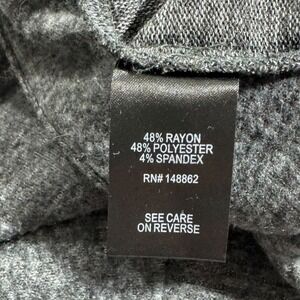 48% RAYON
48% POLYESTER
4% SPANDEX
RN# 148862
SEE CARE
ON REVERSE